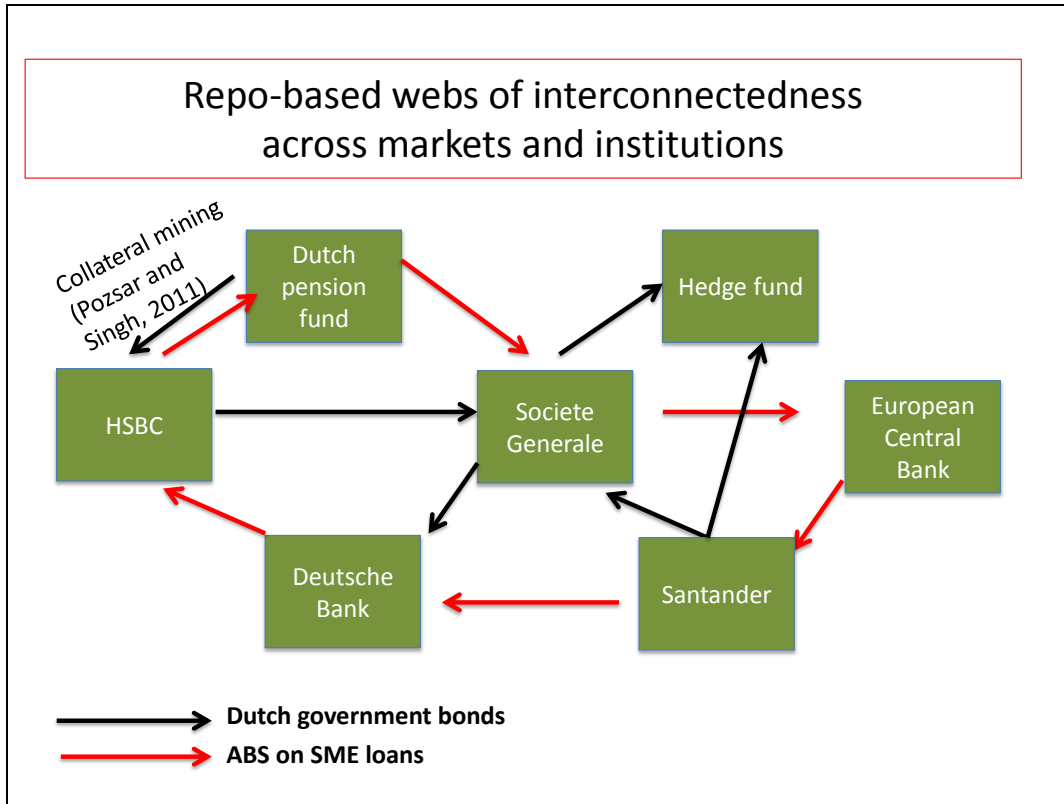 Repo-based webs of interconnectedness
across markets and institutions
Collateral mining
(Pozsar and
Singh, 2011)
Dutch
pension
fund
Hedge fund
HSBC
Societe
Generale
European
Central
Bank
Deutsche
Bank
Santander
Dutch government bonds
ABS on SME loans